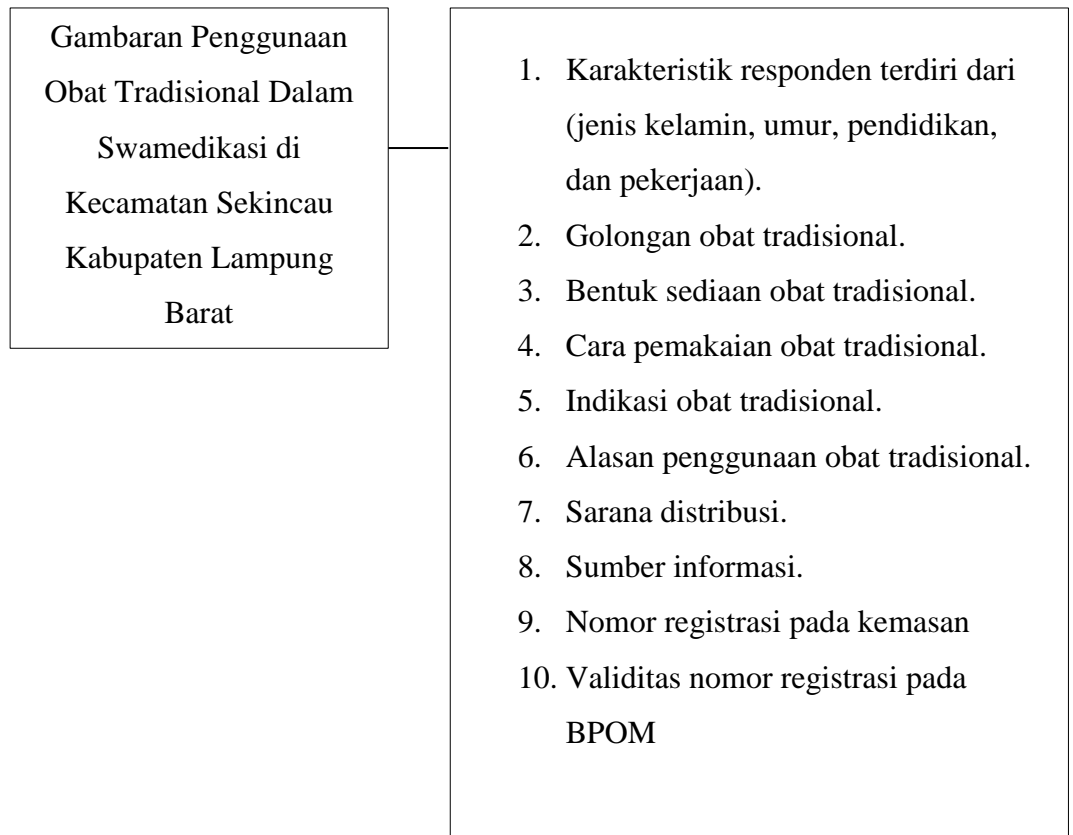 Gambaran Penggunaan
Obat Tradisional Dalam
Swamedikasi di
Kecamatan Sekincau
Kabupaten Lampung
Barat
1. Karakteristik responden terdiri dari
(jenis kelamin, umur, pendidikan,
dan pekerjaan).
2. Golongan obat tradisional.
3. Bentuk sediaan obat tradisional.
4. Cara pemakaian obat tradisional.
5. Indikasi obat tradisional.
6. Alasan penggunaan obat tradisional.
7. Sarana distribusi.
8. Sumber informasi.
9. Nomor registrasi pada kemasan
10. Validitas nomor registrasi pada
BPOM